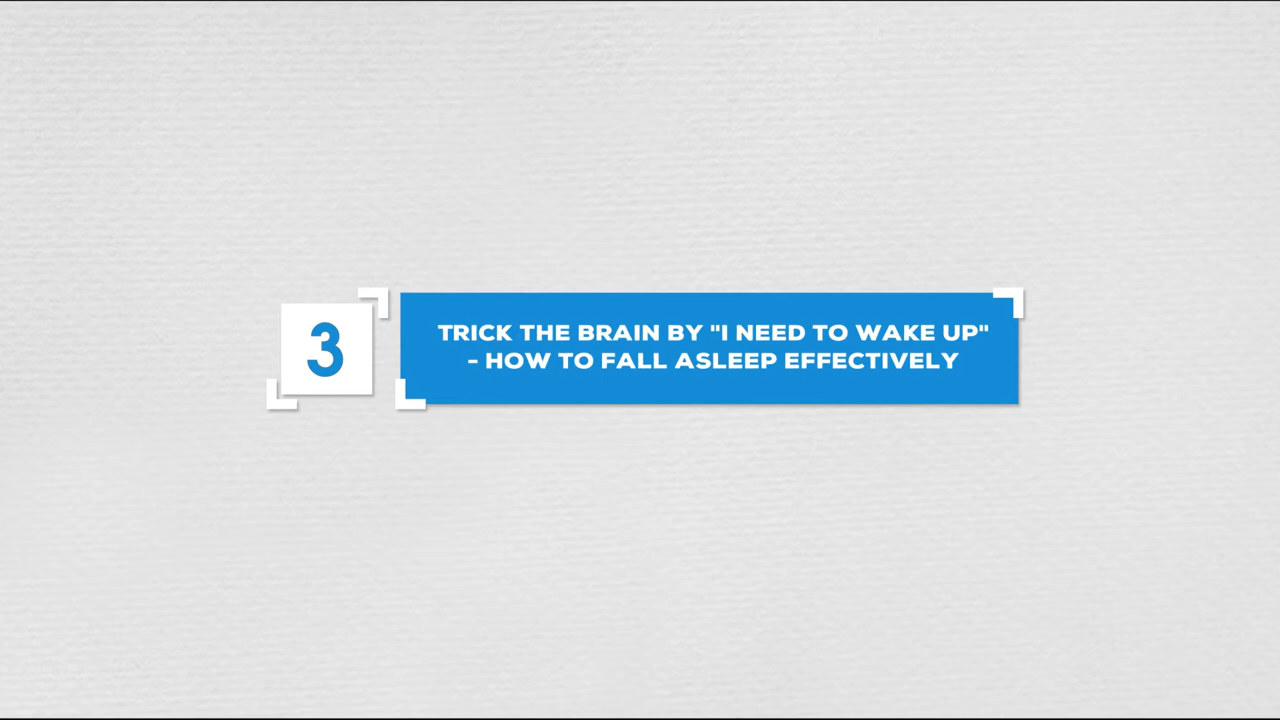 3
TRICK THE BRAIN BY "I NEED TO WAKE UP"
- HOW TO FALL ASLEEP EFFECTIVELY